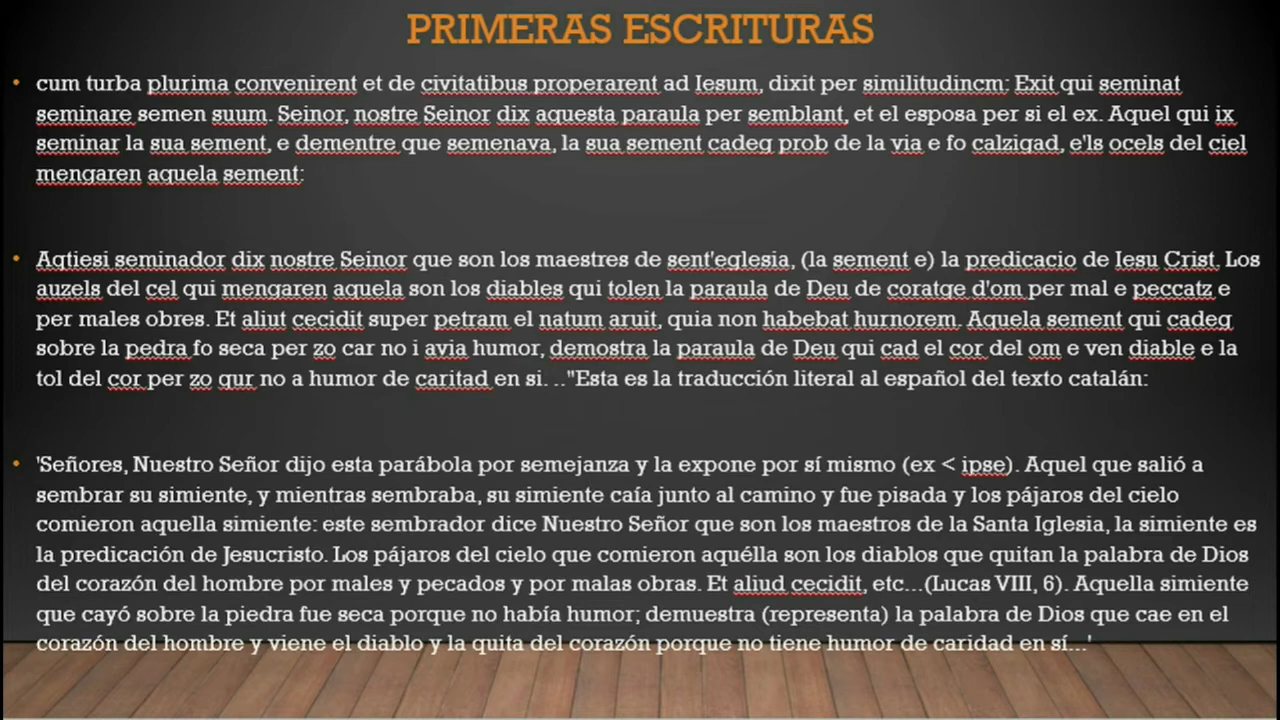 PRIMERAS ESCRITURAS
• cum turba plurima convenirent et de civitatibus properarent ad Iesum, dixit per similitudincm: Exit qui seminat
seminare semen suum. Seinor, nostre Seinor dix aquesta paraula per semblant, et el esposa per si el ex. Aquel qui ix
seminar la sua sement, e dementre que semenava, la sua sement cadeg prob de la via e fo calzigad, e'ls ocels del ciel
mengaren aquela sement:
• Aqtiesi seminador dix nostre Seinor que son los maestres de sent'eglesia, (la sement e) la predicacio de Iesu Crist. Los
auzels del cel qui mengaren aquela son los diables qui tolen la paraula de Deu de coratge d'om per mal e peccatz e
per males obres. Et aliut cecidit super petram el natum aruit, quia non habebat hurnorem. Aquela sement qui cadeg
sobre la pedra fo seca per zo car no i avia humor, demostra la paraula de Deu qui cad el cor del om e ven diable e la
tol del cor per zo qur no a humor de caritad en si. .."Esta es la traducción literal al español del texto catalán:
• 'Señores, Nuestro Señor dijo esta parábola por semejanza y la expone por sí mismo (ex < ipse). Aquel que salió a
sembrar su simiente, y mientras sembraba, su simiente caía junto al camino y fue pisada y los pájaros del cielo
comieron aquella simiente: este sembrador dice Nuestro Señor que son los maestros de la Santa Iglesia, la simiente es
la predicación de Jesucristo. Los pájaros del cielo que comieron aquélla son los diablos que quitan la palabra de Dios
del corazón del hombre por males y pecados y por malas obras. Et aliud cecidit, etc...(Lucas VIII, 6). Aquella simiente
que cayó sobre la piedra fue seca porque no había humor; demuestra (representa) la palabra de Dios que cae en el
corazón del hombre y viene el diablo y la quita del corazón porque no tiene humor de caridad en sí...'